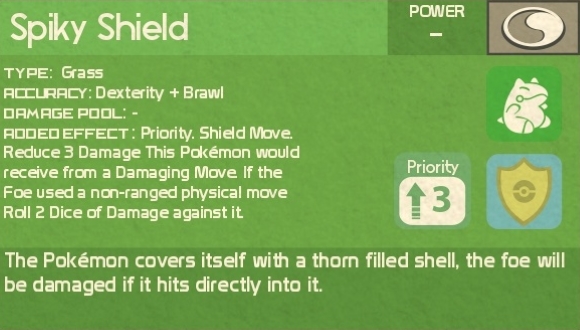 Spiky Shield
POWER
–
TYPE: Grass
ACCURACY: Dexterity + Brawl
DAMAGE POOL: -
ADDED EFFECT: Priority. Shield Move.
Reduce 3 Damage This Pokémon would
receive from a Damaging Move. If the
Foe used a non-ranged physical move
Roll 2 Dice of Damage against it.
Priority
3
The Pokémon covers itself with a thorn filled shell, the foe will
be damaged if it hits directly into it.